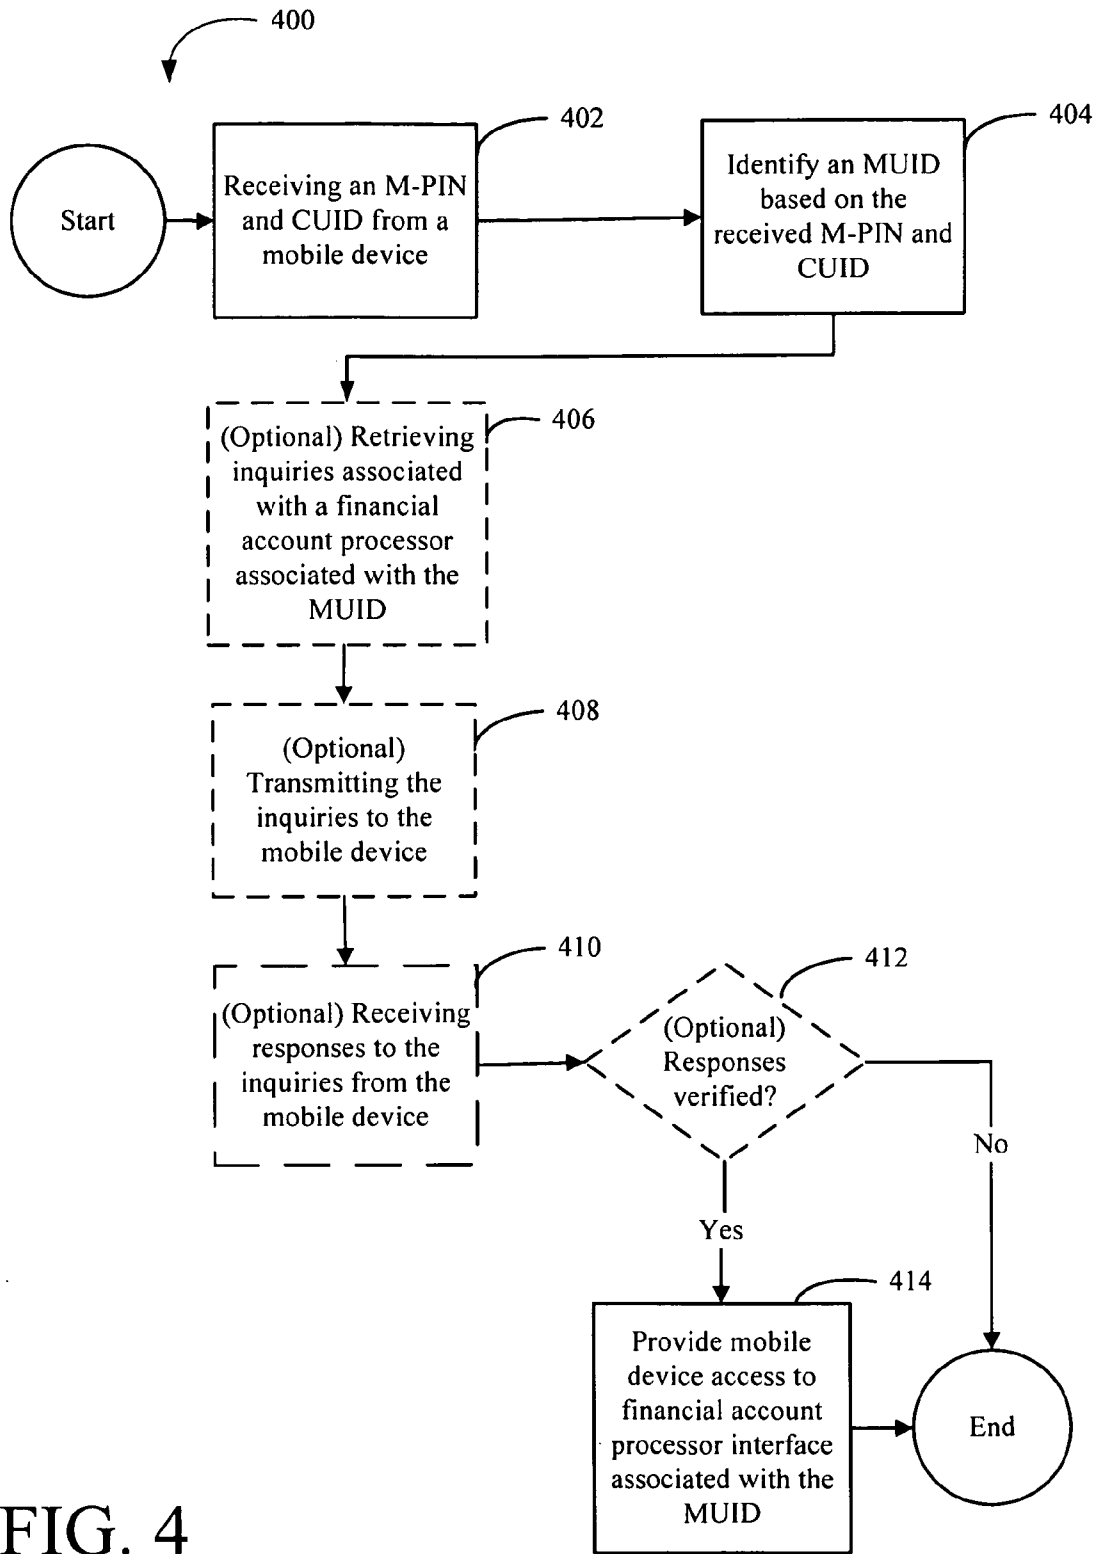 400
402
404
Start
Receiving an M-PIN
and CUID from a
mobile device
Identify an MUID
based on the
received M-PIN and
CUID
406
(Optional) Retrieving
inquiries associated
with a financial
account processor
associated with the
MUID
408
(Optional)
Transmitting the
inquiries to the
mobile device
410
(Optional) Receiving
responses to the
inquiries from the
mobile device
412
(Optional)
Responses
verified?
No
Yes
414
Provide mobile
device access to
financial account
processor interface
associated with the
MUID
End
FIG. 4